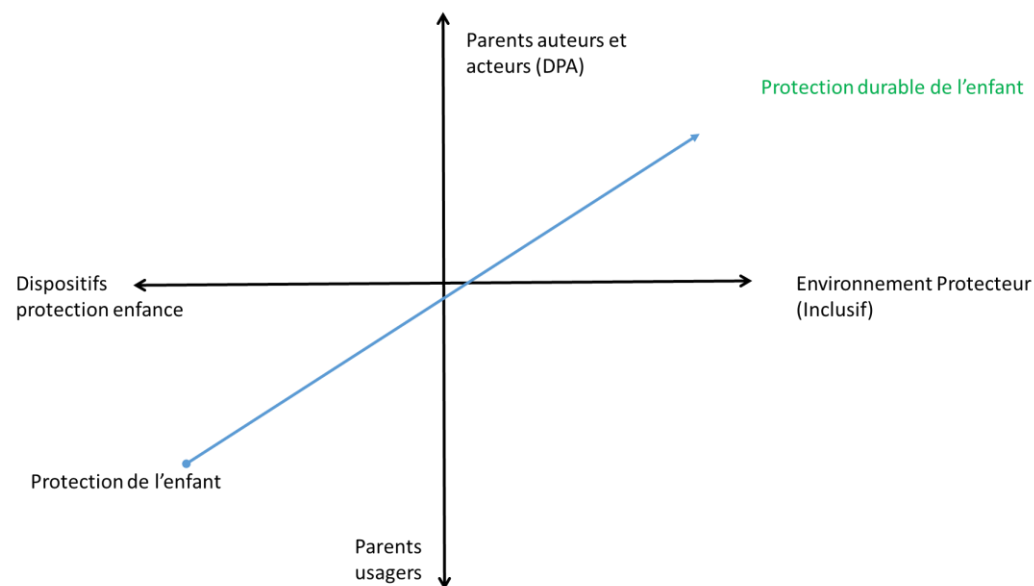 Parents auteurs et
acteurs (DPA)
Protection durable de l’enfant
Dispositifs
protection enfance
Environnement Protecteur
(Inclusif)
Protection de l’enfant
Parents
usagers